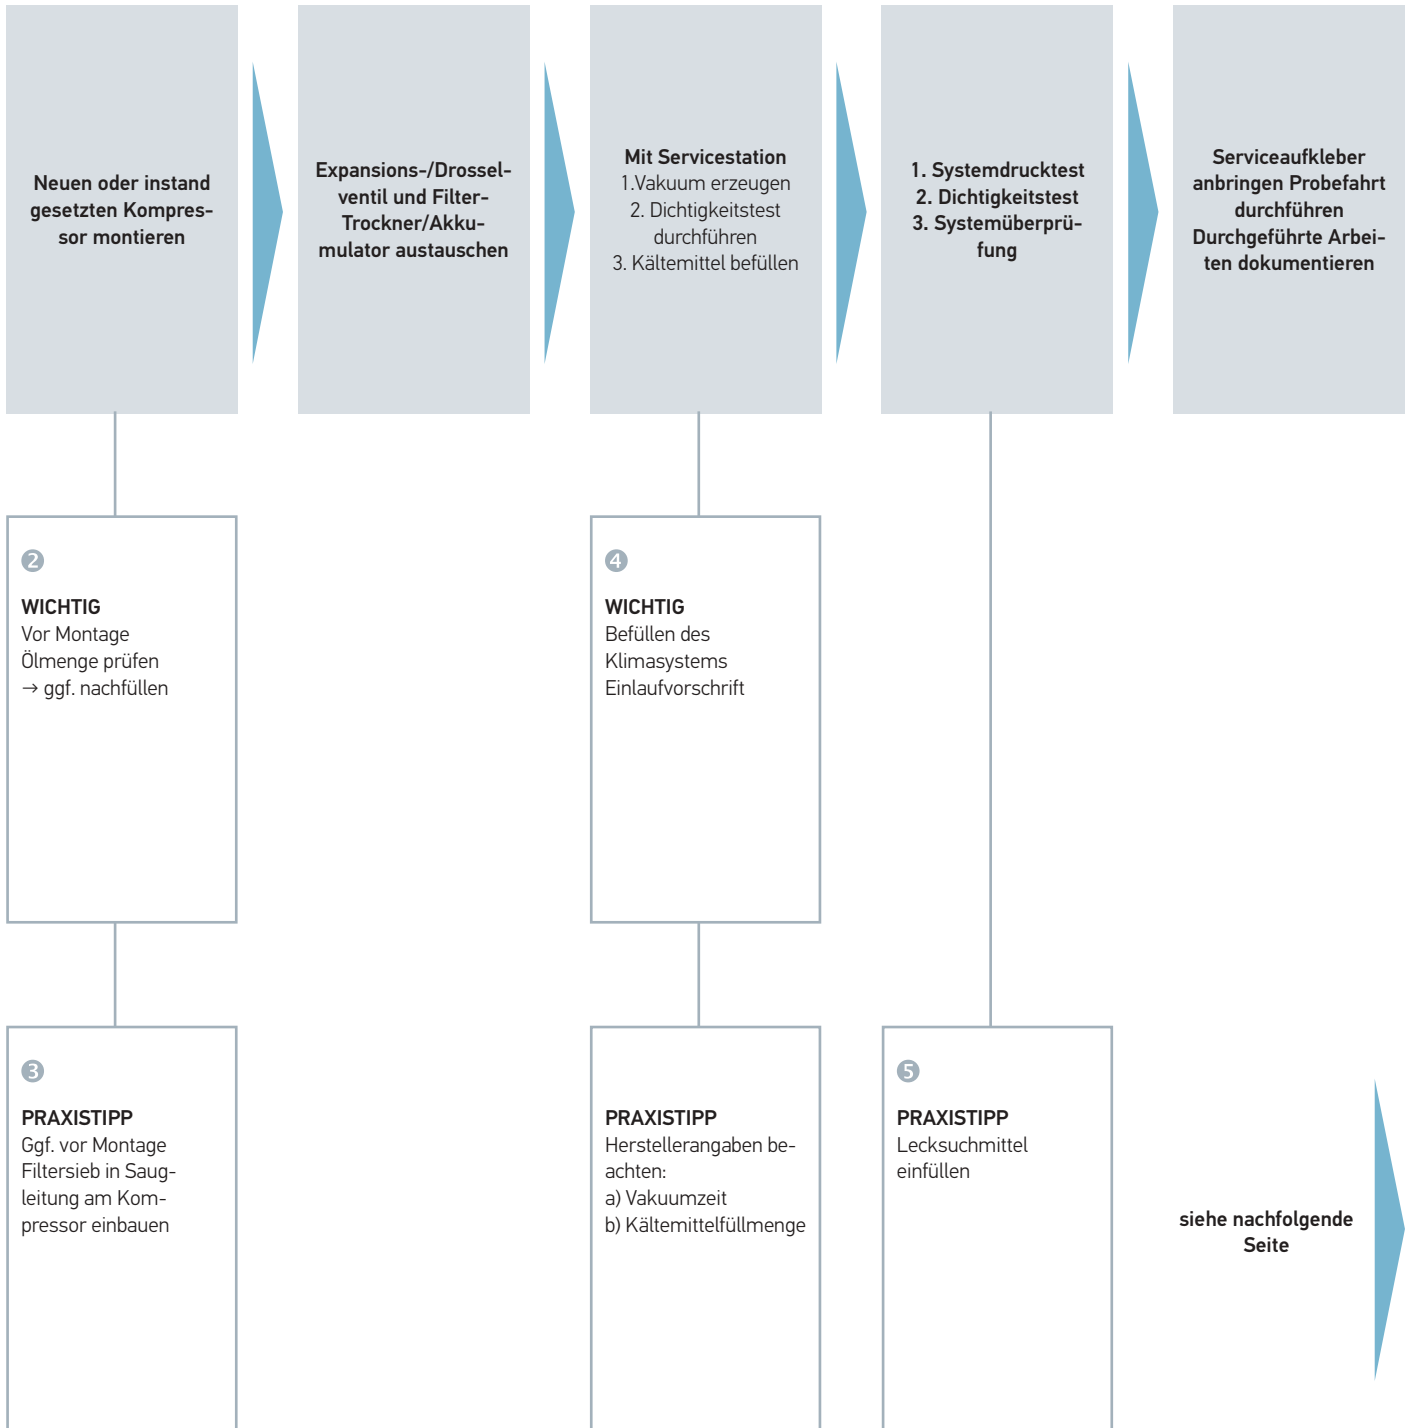 Neuen oder instand
gesetzten Kompres-
sor montieren
Expansions-/Drossel-
ventil und Filter-
Trockner/Akku-
mulator austauschen
Mit Servicestation
1.Vakuum erzeugen
2. Dichtigkeitstest
durchführen
3. Kältemittel befüllen
1. Systemdrucktest
2. Dichtigkeitstest
3. Systemüberprü-
fung
Serviceaufkleber
anbringen Probefahrt
durchführen
Durchgeführte Arbei-
ten dokumentieren
2
WICHTIG
Vor Montage
Ölmenge prüfen
→ ggf. nachfüllen
4
WICHTIG
Befüllen des
Klimasystems
Einlaufvorschrift
3
PRAXISTIPP
Ggf. vor Montage
Filtersieb in Saug-
leitung am Kom-
pressor einbauen
PRAXISTIPP
Herstellerangaben be-
achten:
a) Vakuumzeit
b) Kältemittelfüllmenge
5
PRAXISTIPP
Lecksuchmittel
einfüllen
siehe nachfolgende
Seite